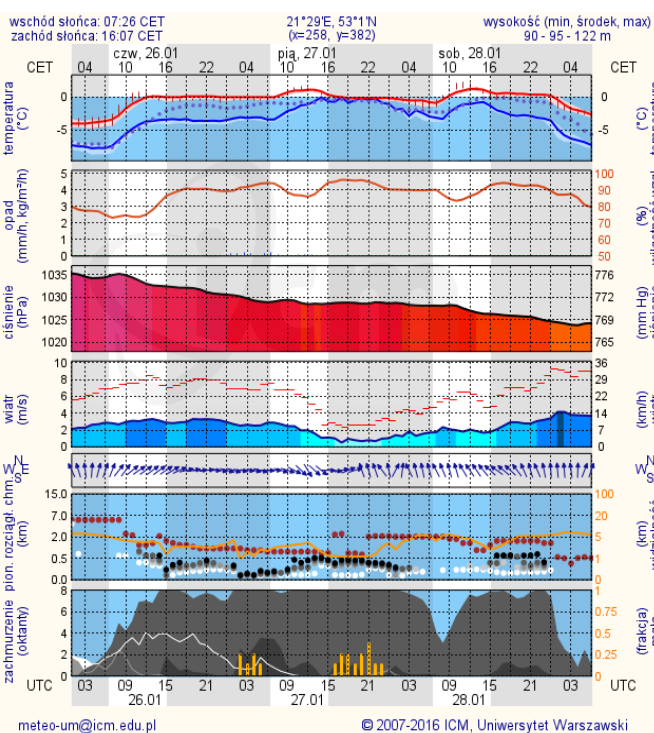 wschód słońca: 07:26 CET 21°29'E, 53°1'N wysokość (min, środek, max)
zachód słońca: 16:07 CET (x=258, y=382) 90 - 95 - 122 m
czw, 26.01 pią, 27.01 sob, 28.01
CET 04 10 16 22 04 10 16 22 04 10 16 22 04 CET
temperatura (°C)
0 0
-5 -5
(°C)
opad (mm/h, kg/m²/h)
5 100
4 90
3 80
2 70
1 60
0 50
(%)
ciśnienie (hPa)
1035 776
1030 772
1025 769
1020 765
(mm Hg)
wiatr (m/s)
10 36
8 29
6 22
4 14
2 7
0 0
(km/h)
N
W E
S
N
W
S
pion. rozciągł. chm. (km)
15.0 100
7.0 20
2.0 5
0.5 1
0.0 0
zachmurzenie (oktanty)
8 1
6 0.75
4 0.5
2 0.25
0 0
(frakcja)
UTC 03 09 15 21 03 09 15 21 03 09 15 21 03 UTC
26.01 27.01 28.01
meteo-um@icm.edu.pl © 2007-2016 ICM, Uniwersytet Warszawski